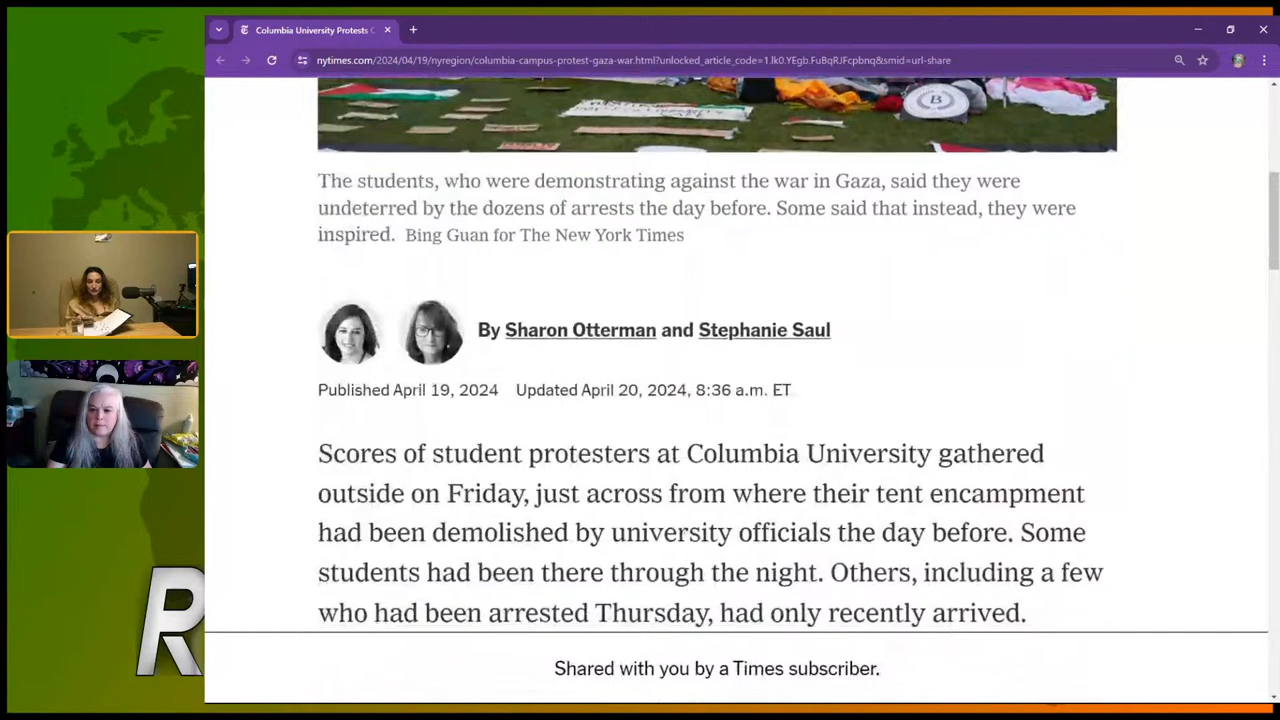 Columbia University Protests
nytimes.com/2024/04/19/nyregion/columbia-campus-protest-gaza-war.html?unlocked_article_code=1.lk0.YEgb.FuBqRJFcpbnq&smid=url-share
B
The students, who were demonstrating against the war in Gaza, said they were
undeterred by the dozens of arrests the day before. Some said that instead, they were
inspired. Bing Guan for The New York Times
By Sharon Otterman and Stephanie Saul
Published April 19, 2024 Updated April 20, 2024, 8:36 a.m. ET
Scores of student protesters at Columbia University gathered
outside on Friday, just across from where their tent encampment
had been demolished by university officials the day before. Some
students had been there through the night. Others, including a few
who had been arrested Thursday, had only recently arrived.
R
Shared with you by a Times subscriber.